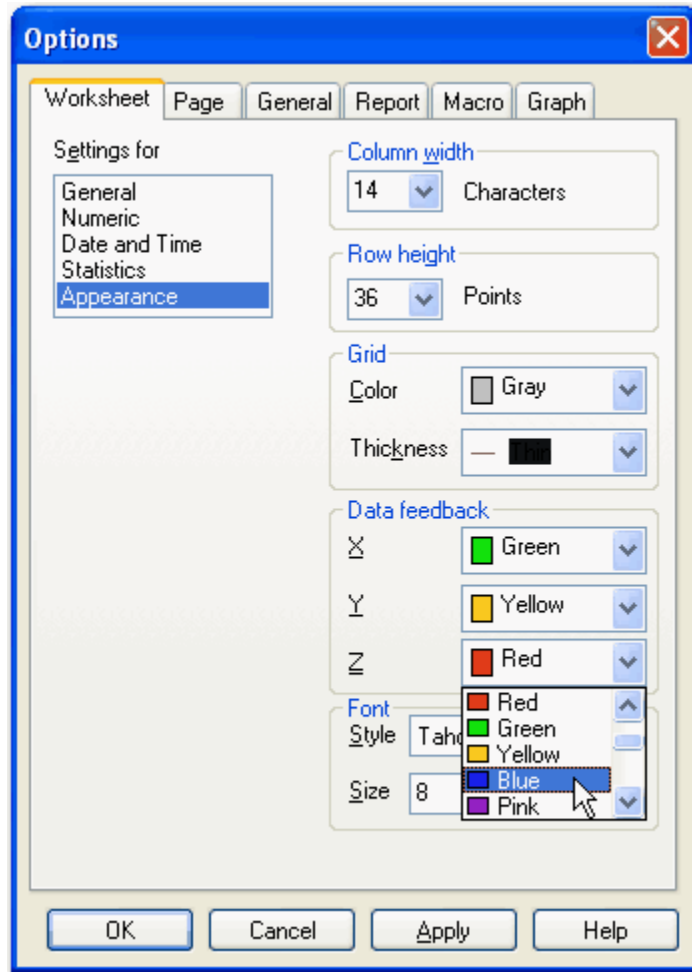 Options
Worksheet Page General Report Macro Graph
Settings for
General
Numeric
Date and Time
Statistics
Appearance
Column width
14 Characters
Row height
36 Points
Grid
Color Gray
Thickness Thin
Data feedback
X Green
Y Yellow
Z Red
Red
Green
Yellow
Blue
Pink
Font
Style
Size 8
OK Cancel Apply Help